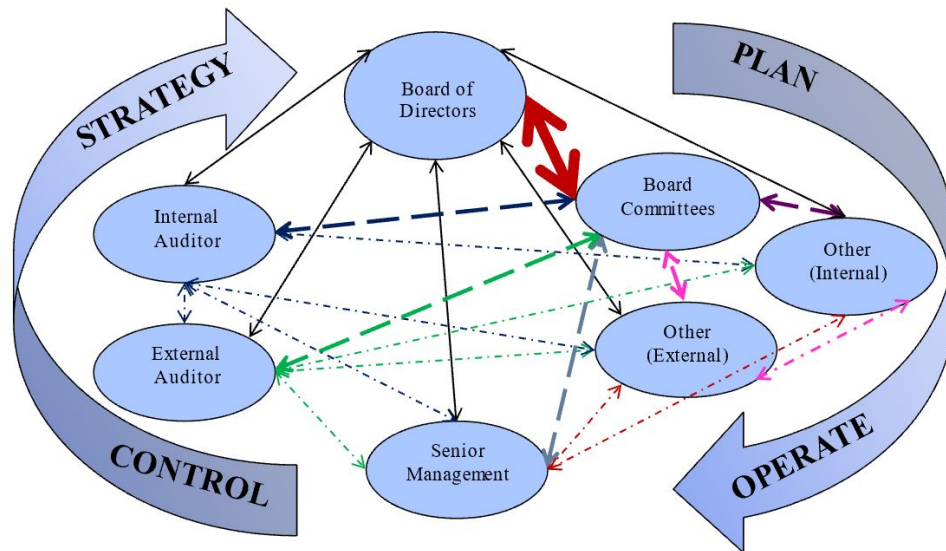 STRATEGY
PLAN
Board of
Directors
Board
Committees
Internal
Auditor
Other
(Internal)
External
Auditor
Other
(External)
Senior
Management
CONTROL
OPERATE